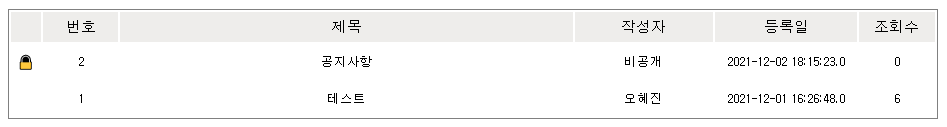 번호 제목 작성자 등록일 조회수
2 공지사항 비공개 2021-12-02 18:15:23.0 0
1 테스트 오혜진 2021-12-01 16:26:48.0 6